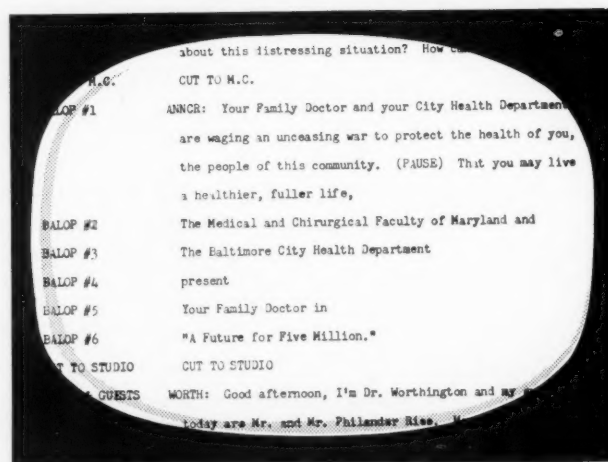 about this distressing situation? How
M.C. CUT TO M.C.
#1 ANNCR: Your Family Doctor and your City Health Department
are waging an unceasing war to protect the health of you,
the people of this community. (PAUSE) That you may live
a healthier, fuller life,
BALOP #2 The Medical and Chirurgical Faculty of Maryland and
BALOP #3 The Baltimore City Health Department
BALOP #4 present
BALOP #5 Your Family Doctor in
BALOP #6 "A Future for Five Million."
TO STUDIO CUT TO STUDIO
GUESTS WORTH: Good afternoon, I'm Dr. Worthington and my
today are Mr. and Mr. Philander Rise.